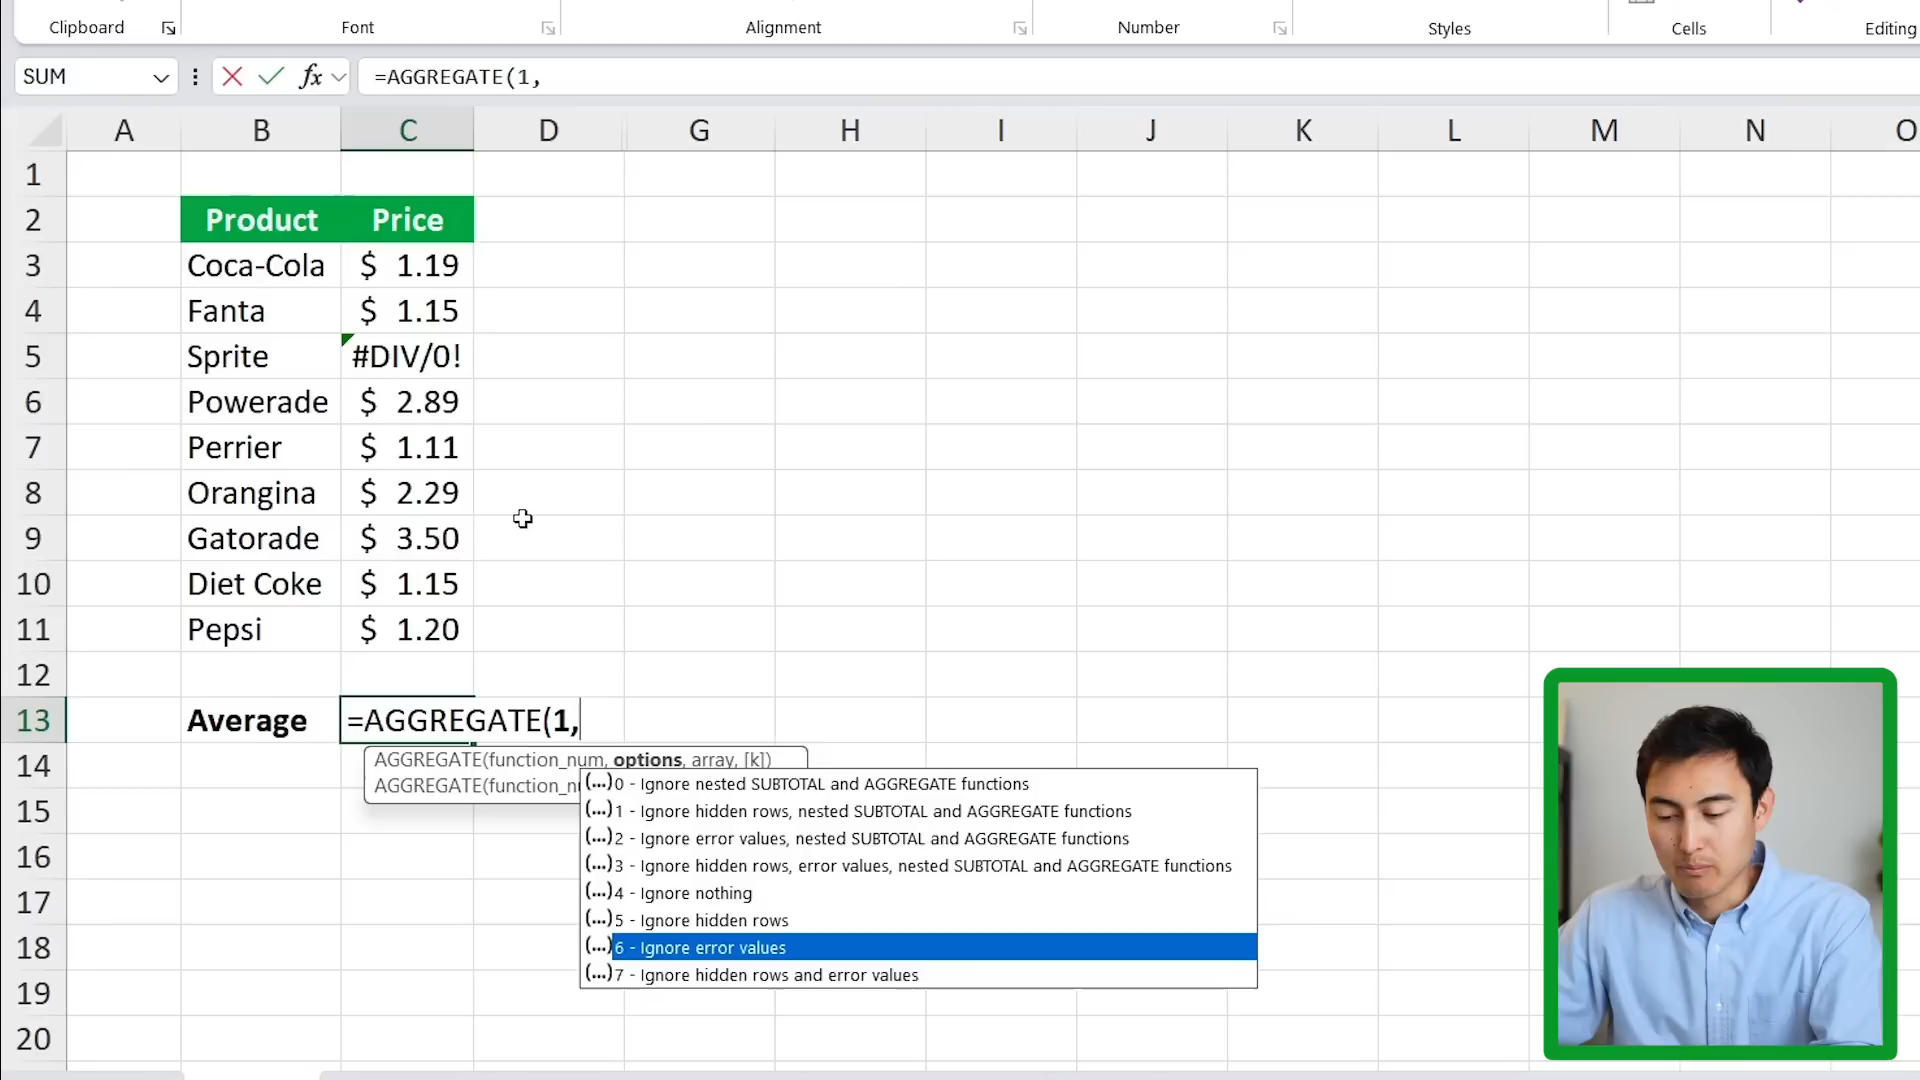 Clipboard Font Alignment Number Styles Cells Editing
SUM fx =AGGREGATE(1,
A B C D G H I J K L M N O
1
2 Product Price
3 Coca-Cola $ 1.19
4 Fanta $ 1.15
5 Sprite #DIV/0!
6 Powerade $ 2.89
7 Perrier $ 1.11
8 Orangina $ 2.29
9 Gatorade $ 3.50
10 Diet Coke $ 1.15
11 Pepsi $ 1.20
12
13 Average =AGGREGATE(1,
14 AGGREGATE(function_num, options, array, [k])
AGGREGATE(function_nu
(...) 0 - Ignore nested SUBTOTAL and AGGREGATE functions
15 (...) 1 - Ignore hidden rows, nested SUBTOTAL and AGGREGATE functions
(...) 2 - Ignore error values, nested SUBTOTAL and AGGREGATE functions
16 (...) 3 - Ignore hidden rows, error values, nested SUBTOTAL and AGGREGATE functions
17 (...) 4 - Ignore nothing
(...) 5 - Ignore hidden rows
18 (...) 6 - Ignore error values
(...) 7 - Ignore hidden rows and error values
19
20